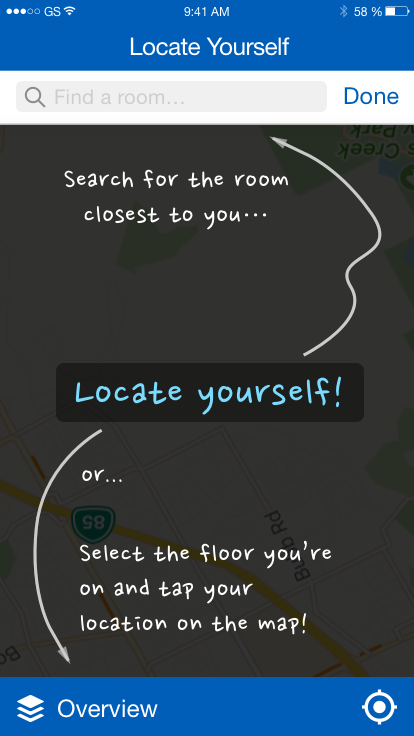 GS 9:41 AM 58 %
Locate Yourself
Find a room... Done
Park
Creek
Search for the room
closest to you...
Locate yourself!
or...
85
Bubb Rd
Select the floor you're
on and tap your
location on the map!
Overview